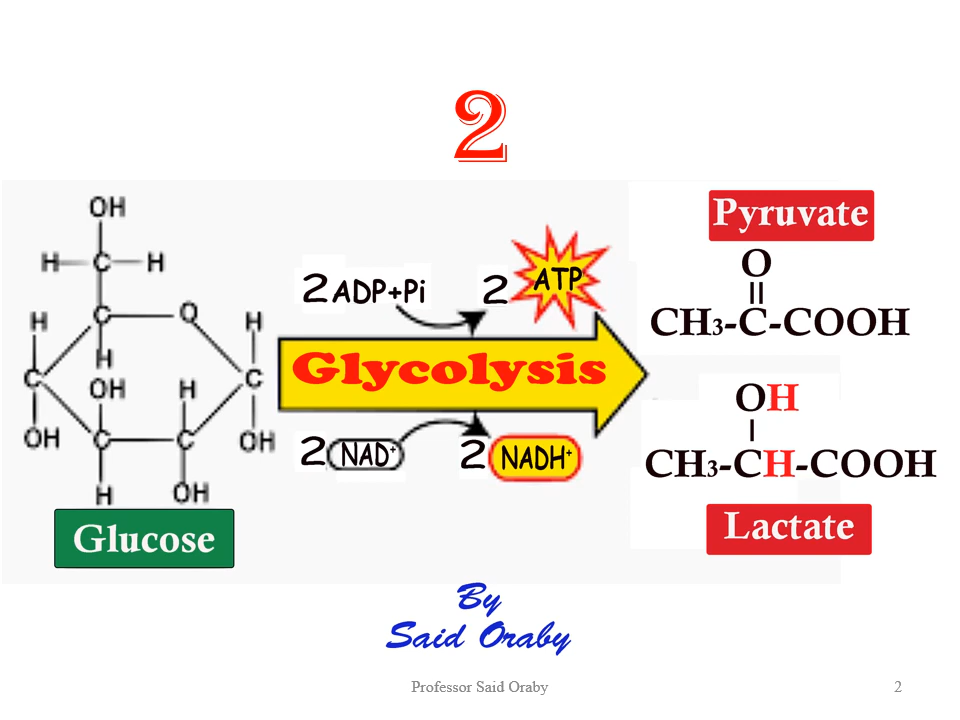 2
OH
H-C-H
H C O H
H
C OH H C
OH C C OH
H OH
Glucose
2 ADP+Pi 2 ATP
Glycolysis
2 NAD⁺ 2 NADH⁺
Pyruvate
O
CH₃-C-COOH
OH
CH₃-CH-COOH
Lactate
By
Said Oraby
Professor Said Oraby 2